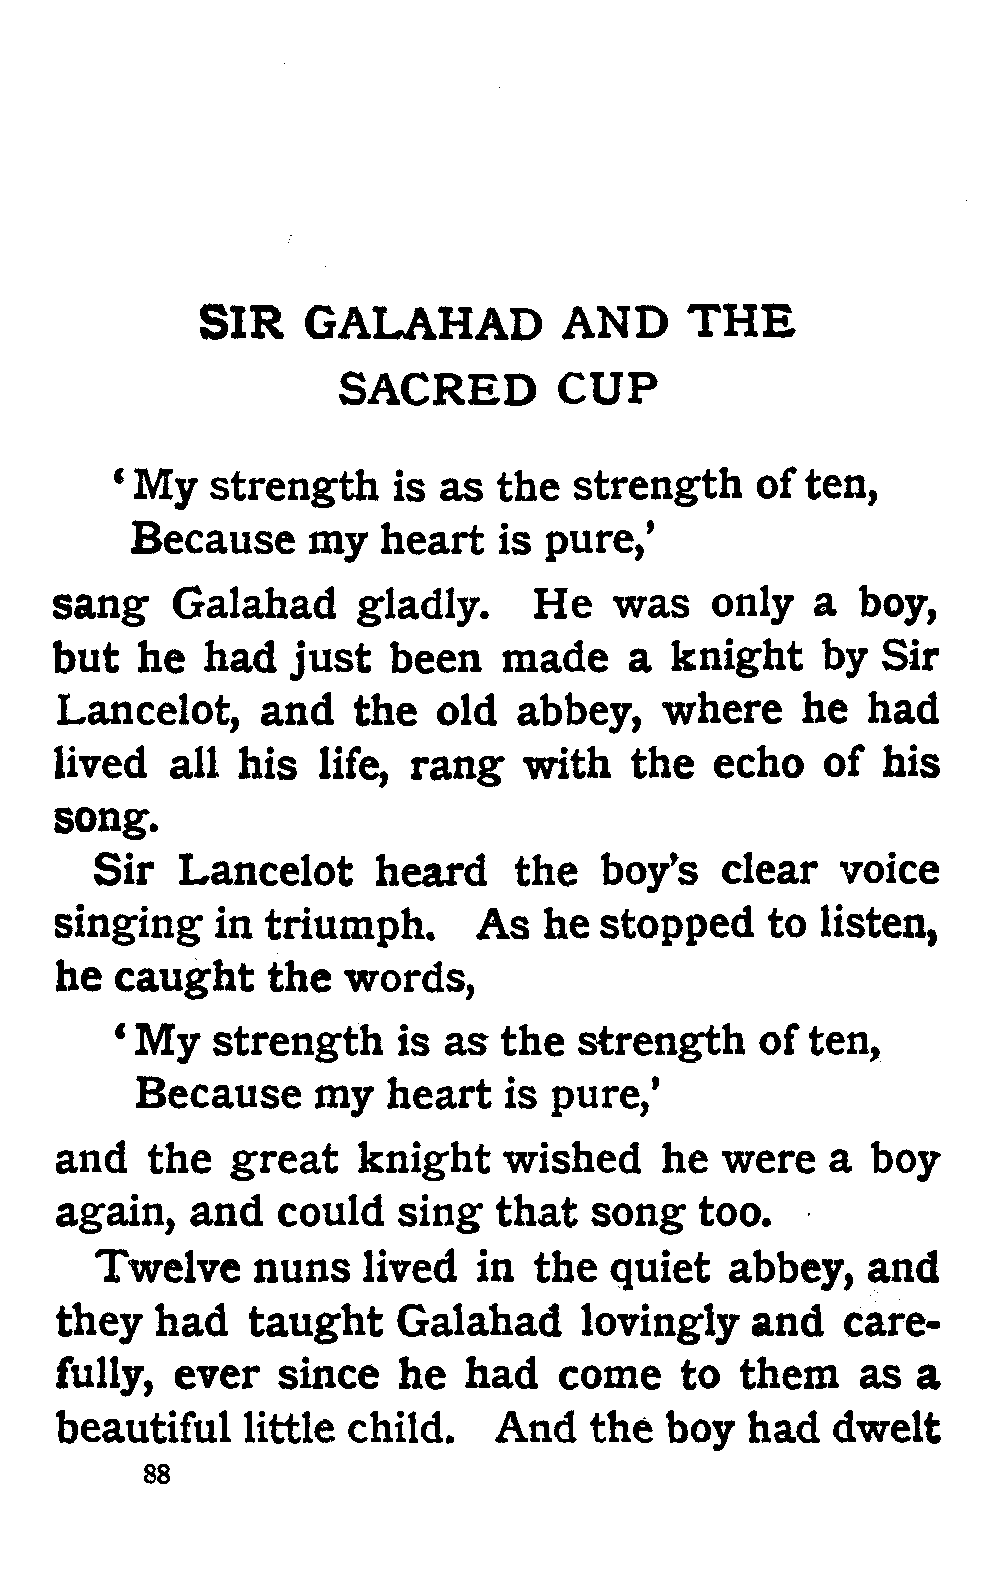 SIR GALAHAD AND THE
SACRED CUP
‘My strength is as the strength of ten,
Because my heart is pure,’
sang Galahad gladly. He was only a boy,
but he had just been made a knight by Sir
Lancelot, and the old abbey, where he had
lived all his life, rang with the echo of his
song.
Sir Lancelot heard the boy’s clear voice
singing in triumph. As he stopped to listen,
he caught the words,
‘My strength is as the strength of ten,
Because my heart is pure,’
and the great knight wished he were a boy
again, and could sing that song too.
Twelve nuns lived in the quiet abbey, and
they had taught Galahad lovingly and care-
fully, ever since he had come to them as a
beautiful little child. And the boy had dwelt
88